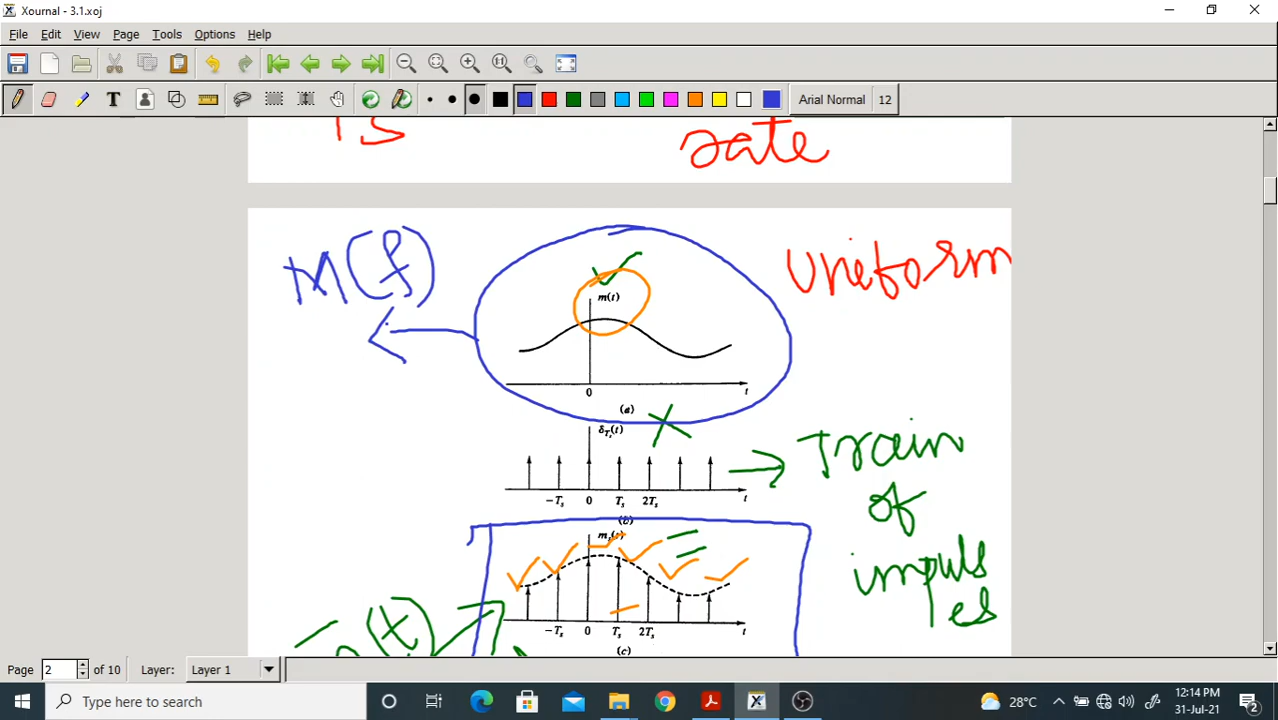 Xournal - 3.1.xoj
File Edit View Page Tools Options Help
Arial Normal 12
Ts
rate
M(f)
m(t)
Uniform
0 t
(a)
δTs(t)
Train
of
impuls
es
-Ts 0 Ts 2Ts t
(b)
ms(t)
-Ts 0 Ts 2Ts t
(c)
Page 2 of 10 Layer: Layer 1
Type here to search
28°C
12:14 PM
31-Jul-21
2